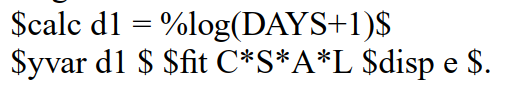 $calc d1 = %log(DAYS+1)$
$yvar d1 $ $fit C*S*A*L $disp e $.